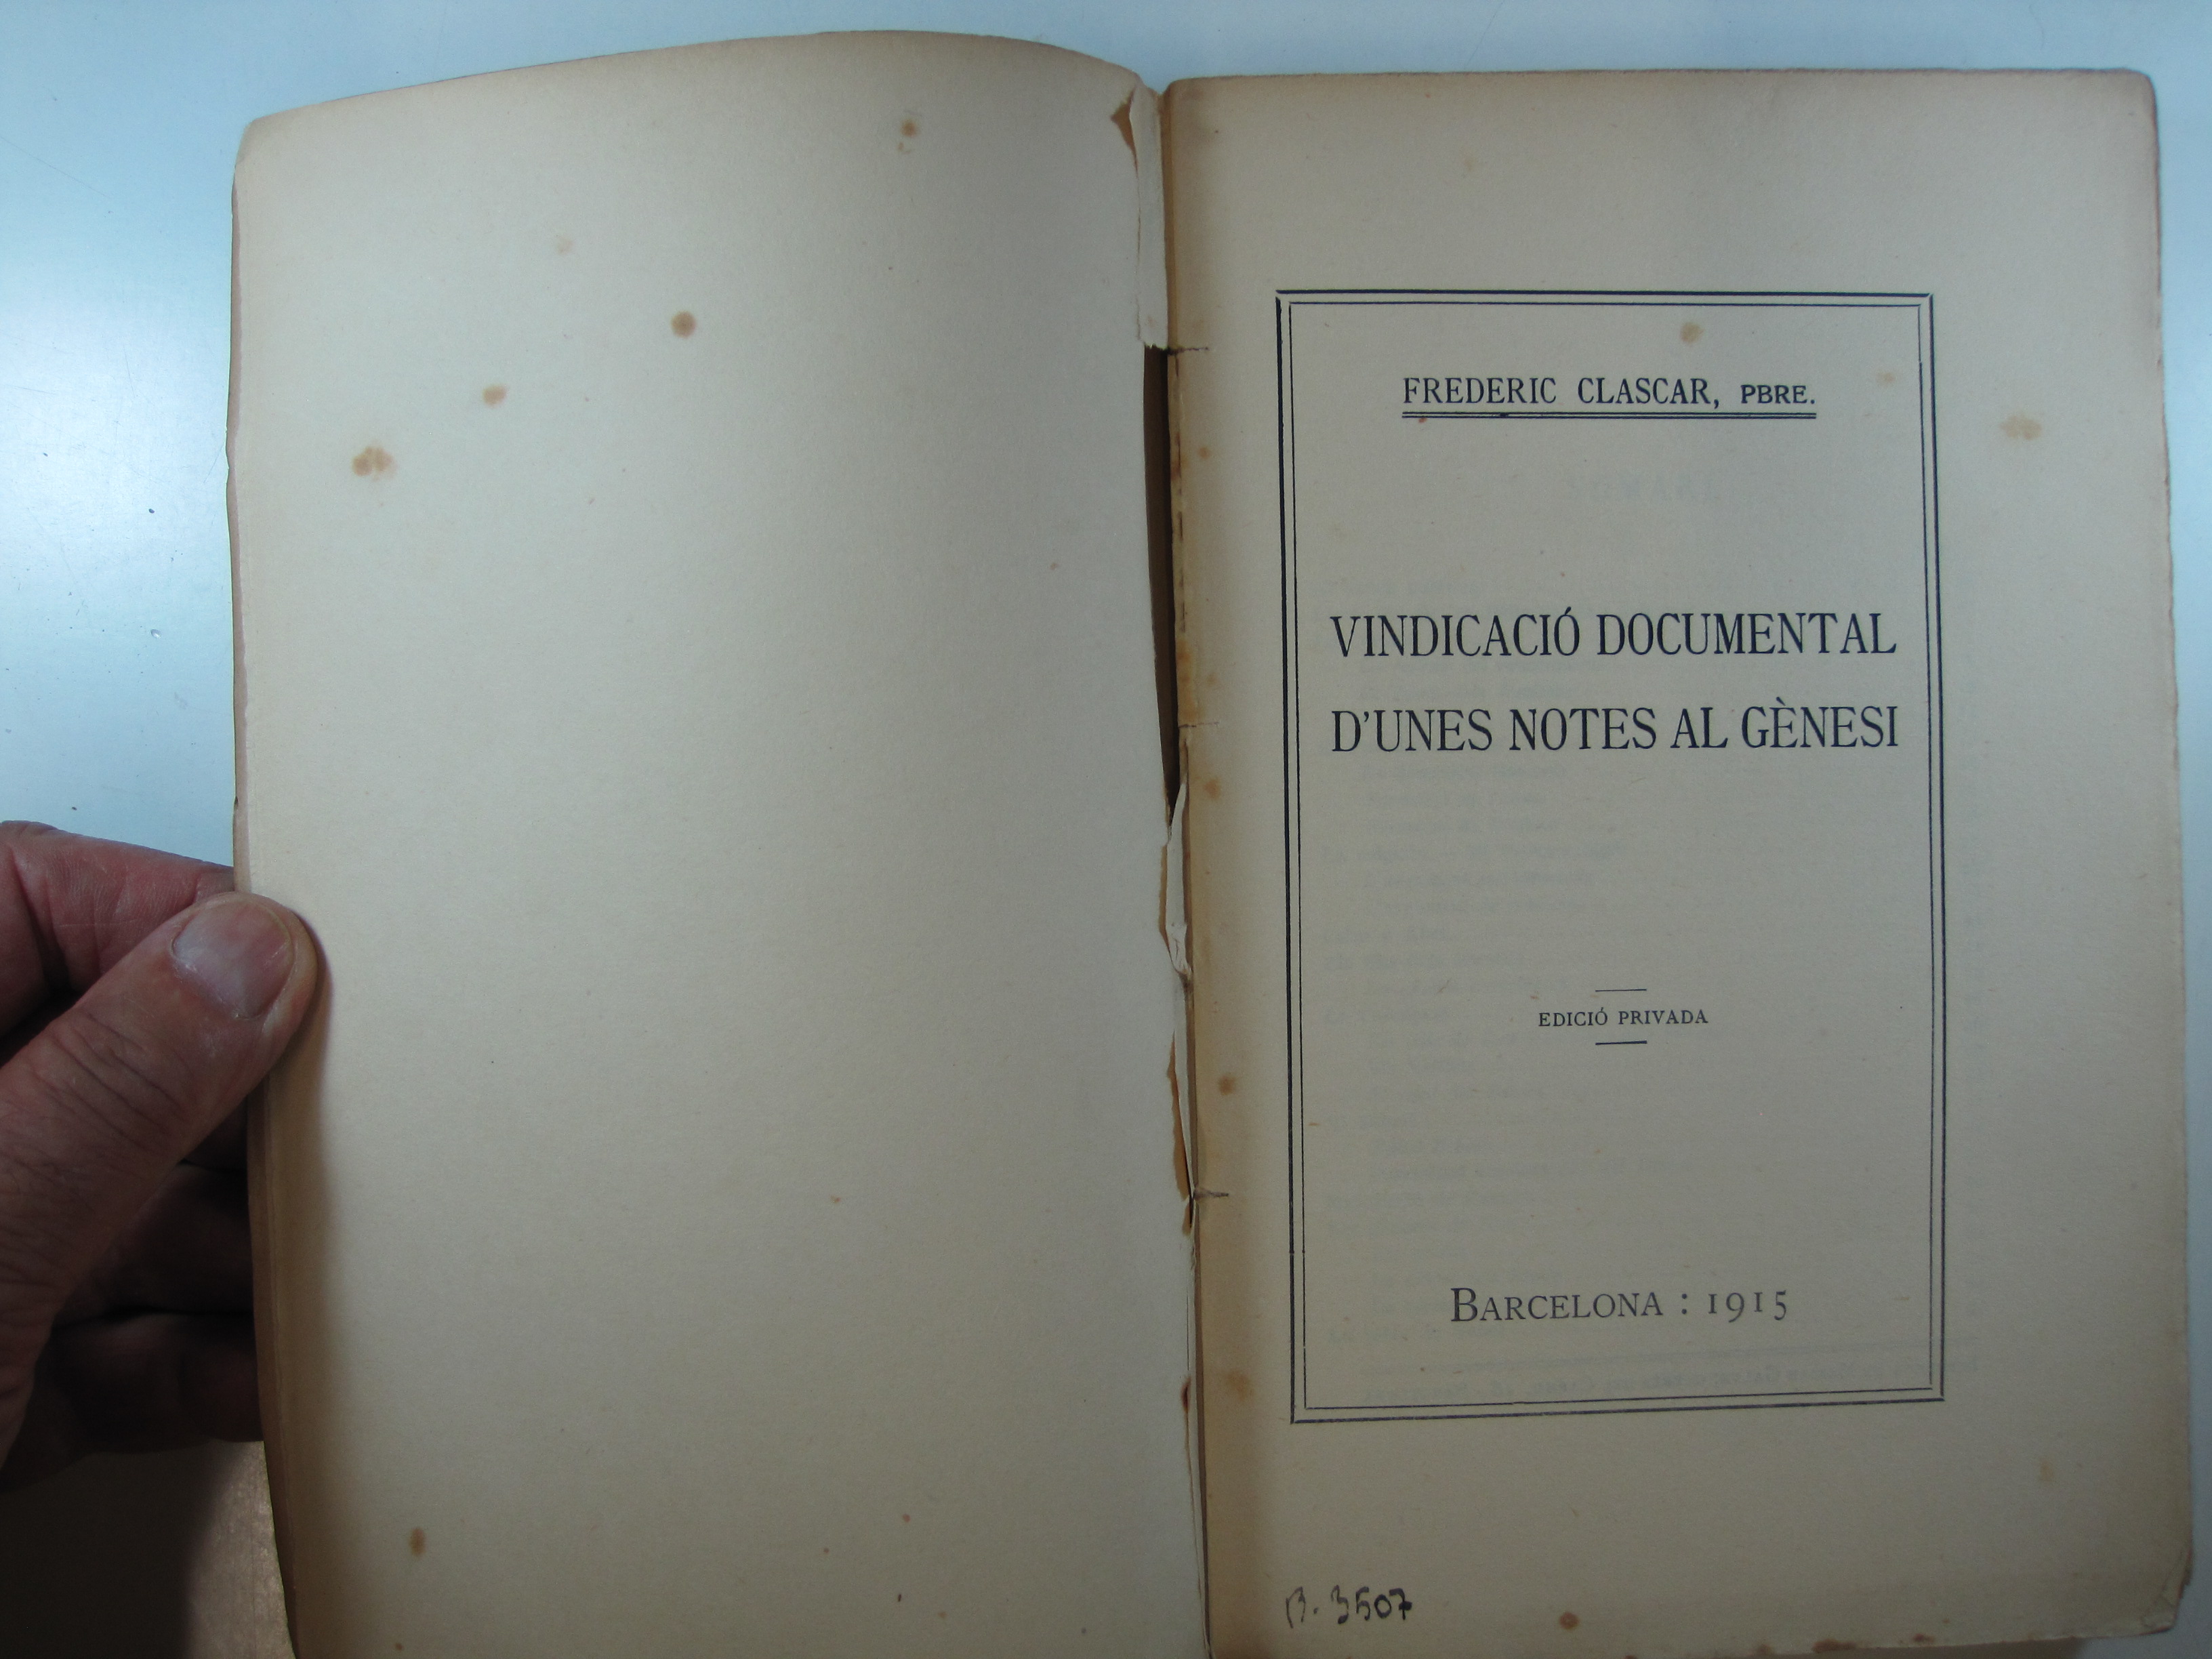 FREDERIC CLASCAR, PBRE.
VINDICACIÓ DOCUMENTAL
D'UNES NOTES AL GÈNESI
EDICIÓ PRIVADA
BARCELONA : 1915
B. 3507